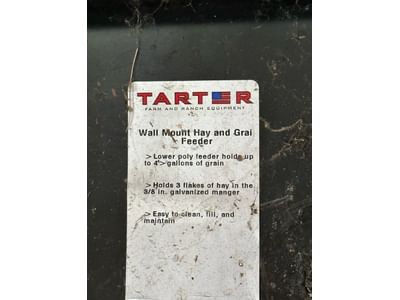 TARTER
FARM AND RANCH EQUIPMENT
Wall Mount Hay and Grai
Feeder
> Lower poly feeder holds up
to 4 gallons of grain
> Holds 3 flakes of hay in the
3/8 in. galvanized manger
> Easy to clean, fill, and
maintain